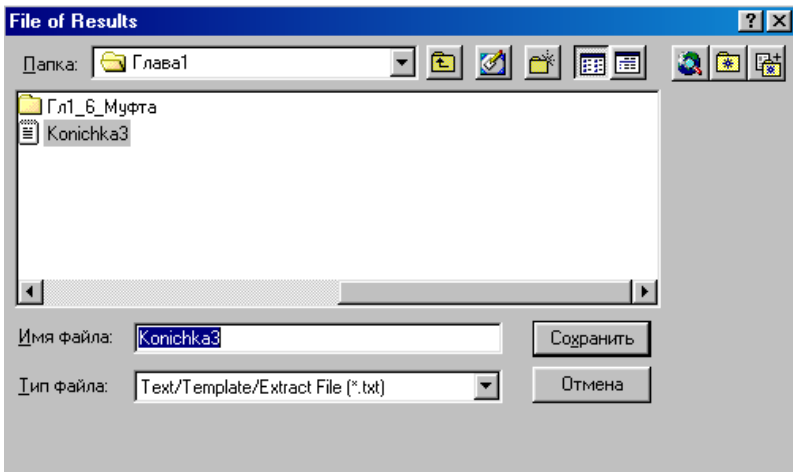 File of Results
Папка: Глава1
Гл1_6_Муфта
Konichka3
Имя файла: Konichka3 Сохранить
Тип файла: Text/Template/Extract File (*.txt) Отмена